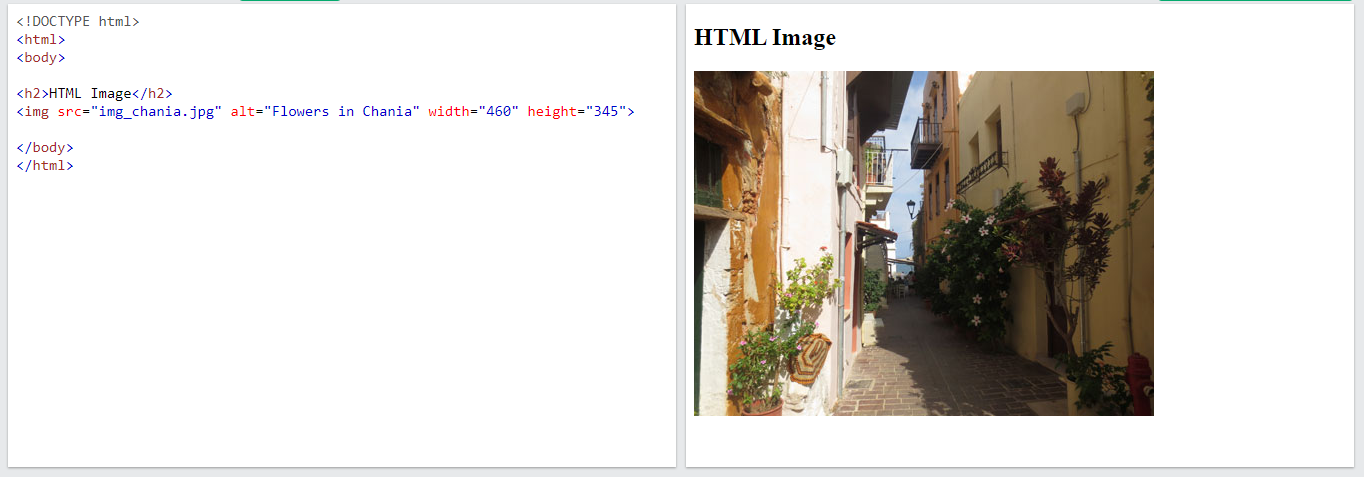 <!DOCTYPE html>
<html>
<body>
<h2>HTML Image</h2>
<img src="img_chania.jpg" alt="Flowers in Chania" width="460" height="345">
</body>
</html>
HTML Image